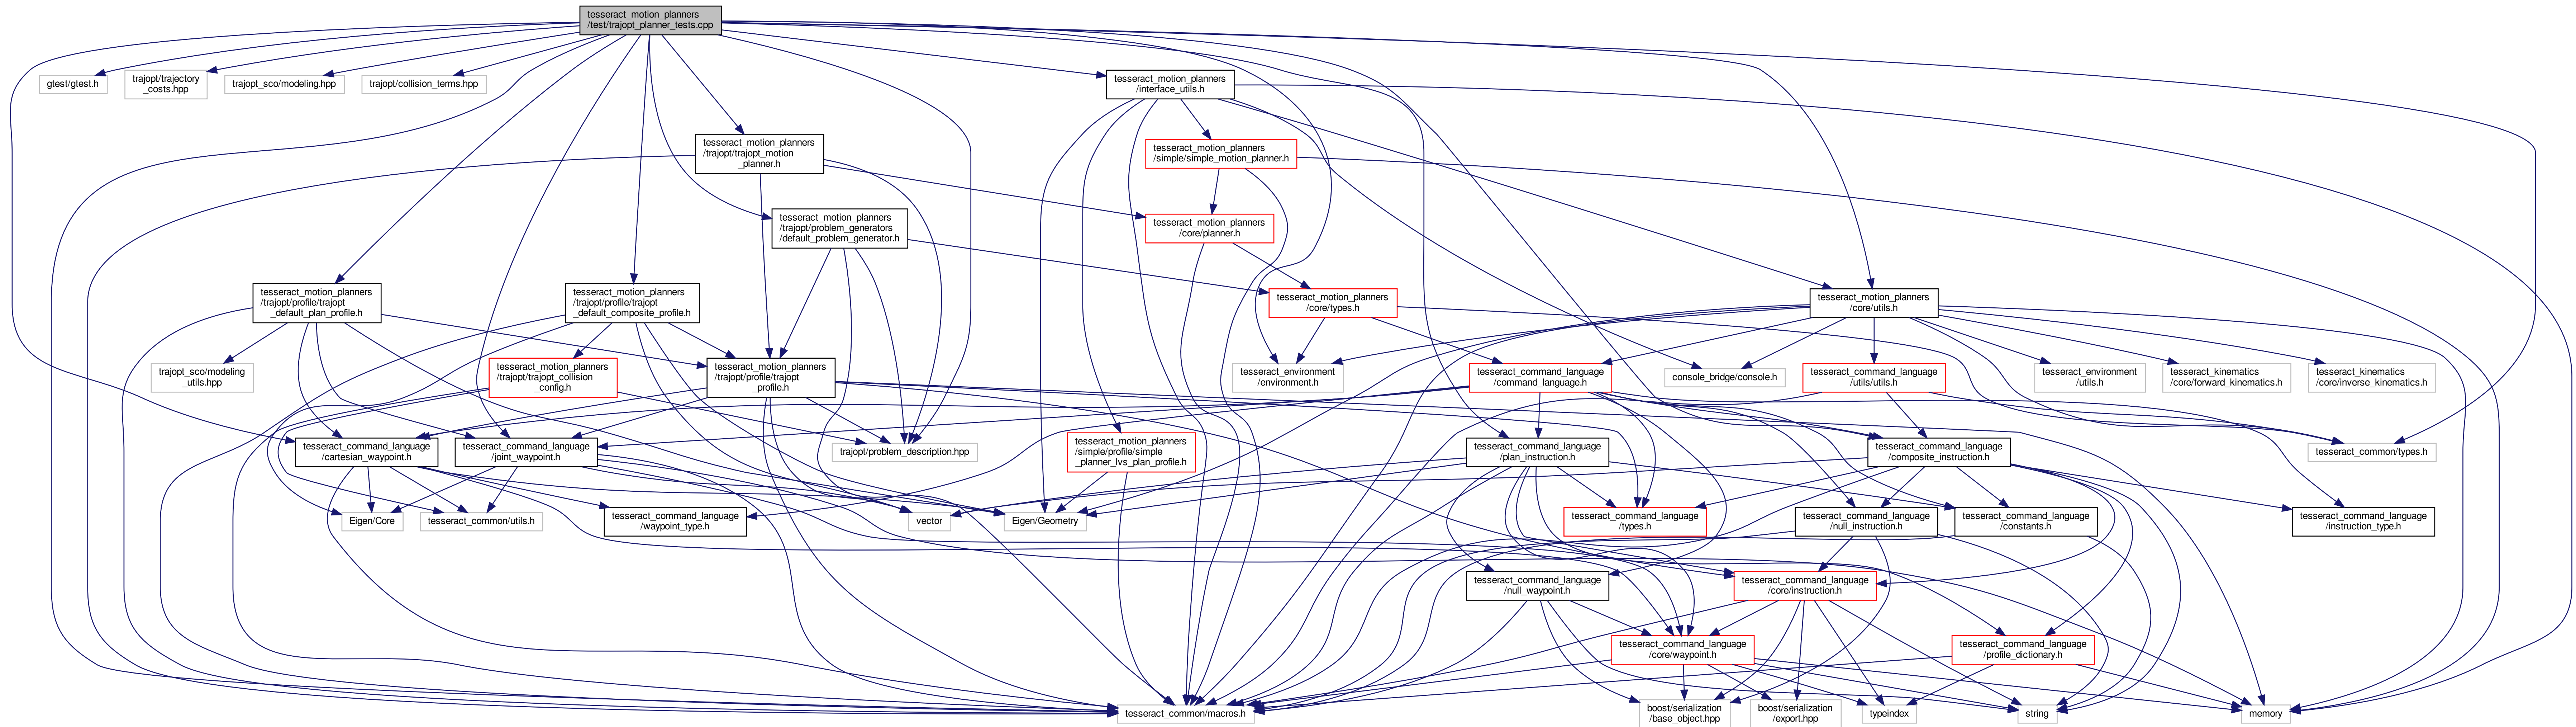 tesseract_motion_planners
/test/trajopt_planner_tests.cpp
gtest/gtest.h
trajopt/trajectory
_costs.hpp
trajopt_sco/modeling.hpp
trajopt/collision_terms.hpp
tesseract_motion_planners
/interface_utils.h
tesseract_motion_planners
/trajopt/trajopt_motion
_planner.h
tesseract_motion_planners
/simple/simple_motion_planner.h
tesseract_motion_planners
/trajopt/problem_generators
/default_problem_generator.h
tesseract_motion_planners
/core/planner.h
tesseract_motion_planners
/trajopt/profile/trajopt
_default_plan_profile.h
tesseract_motion_planners
/trajopt/profile/trajopt
_default_composite_profile.h
tesseract_motion_planners
/core/types.h
tesseract_motion_planners
/core/utils.h
trajopt_sco/modeling
_utils.hpp
tesseract_motion_planners
/trajopt/trajopt_collision
_config.h
tesseract_motion_planners
/trajopt/profile/trajopt
_profile.h
tesseract_environment
/environment.h
tesseract_command_language
/command_language.h
console_bridge/console.h
tesseract_command_language
/utils/utils.h
tesseract_environment
/utils.h
tesseract_kinematics
/core/forward_kinematics.h
tesseract_kinematics
/core/inverse_kinematics.h
tesseract_command_language
/cartesian_waypoint.h
tesseract_command_language
/joint_waypoint.h
trajopt/problem_description.hpp
tesseract_motion_planners
/simple/profile/simple
_planner_lvs_plan_profile.h
tesseract_command_language
/plan_instruction.h
tesseract_command_language
/composite_instruction.h
tesseract_common/types.h
Eigen/Core
tesseract_common/utils.h
tesseract_command_language
/waypoint_type.h
vector
Eigen/Geometry
tesseract_command_language
/types.h
tesseract_command_language
/null_instruction.h
tesseract_command_language
/constants.h
tesseract_command_language
/instruction_type.h
tesseract_command_language
/null_waypoint.h
tesseract_command_language
/core/instruction.h
tesseract_command_language
/core/waypoint.h
tesseract_command_language
/profile_dictionary.h
tesseract_common/macros.h
boost/serialization
/base_object.hpp
boost/serialization
/export.hpp
typeindex
string
memory